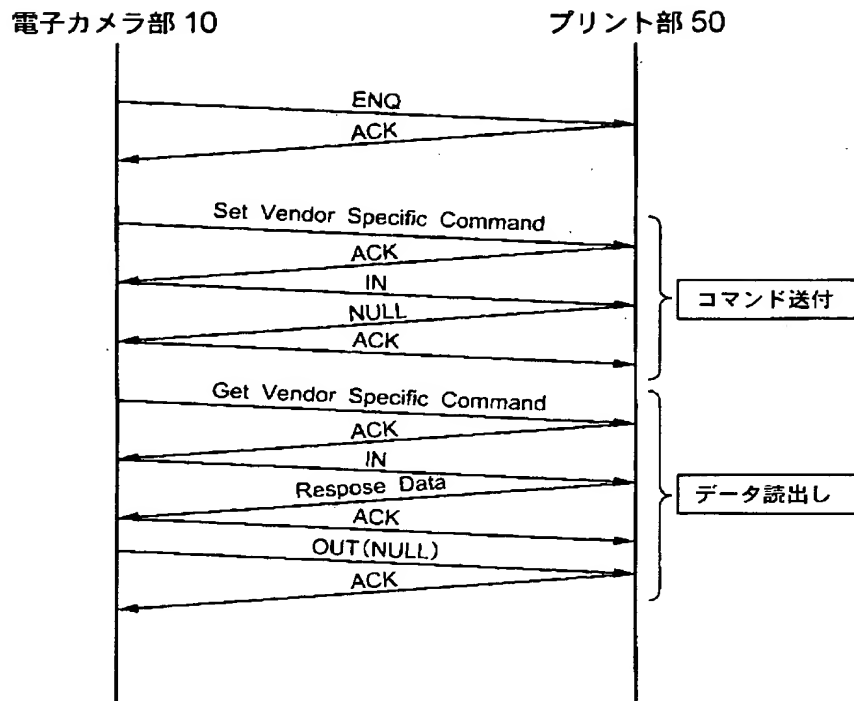 電子カメラ部 10
プリント部 50
ENQ
ACK
Set Vendor Specific Command
ACK
IN
NULL
ACK
コマンド送付
Get Vendor Specific Command
ACK
IN
Respose Data
ACK
OUT(NULL)
ACK
データ読出し